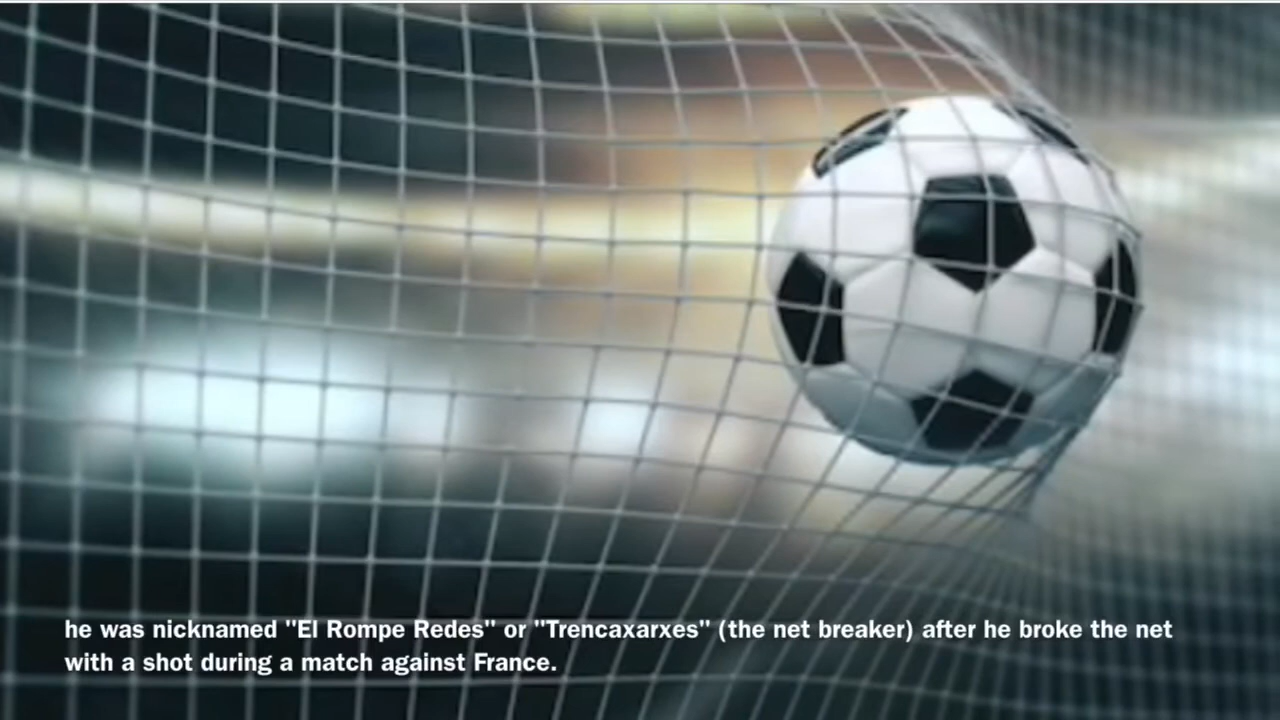 he was nicknamed "El Rompe Redes" or "Trencaxarxes" (the net breaker) after he broke the net
with a shot during a match against France.